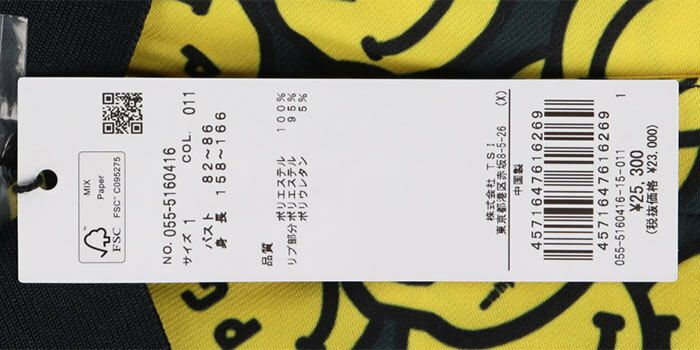 MIX
Paper
FSC™ C095275
FSC
NO. 055-5160416
サイズ 1 COL. 011
バスト 82～86
身 長 158～166
品質
ポリエステル 100%
リブ部分 ポリエステル 95%
ポリウレタン 5%
株式会社 TSI
東京都港区赤坂8-5-26
中国製
(X)
4571647616269
4571647616269
055-5160416-15-011
1
¥25,300
(税抜価格 ¥23,000)
PG